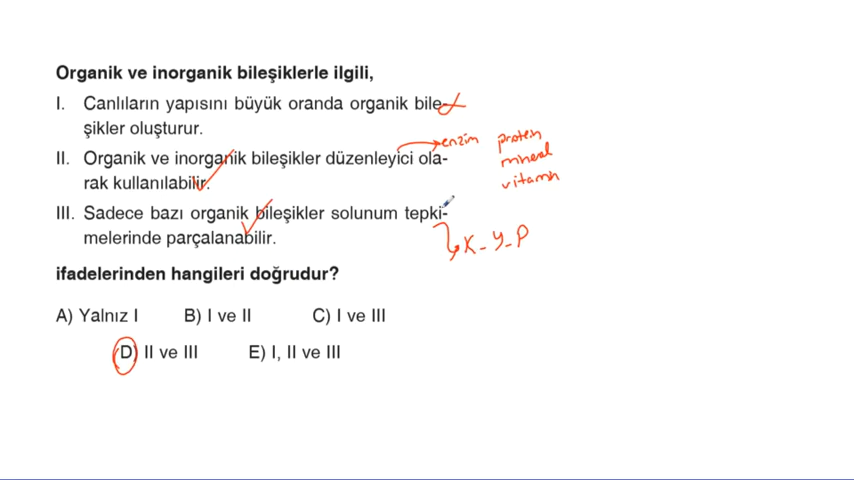 Organik ve inorganik bileşiklerle ilgili,
I. Canlıların yapısını büyük oranda organik bile-
şikler oluşturur.
enzim protein
mineral
vitamin
II. Organik ve inorganik bileşikler düzenleyici ola-
rak kullanılabilir.
III. Sadece bazı organik bileşikler solunum tepki-
melerinde parçalanabilir.
K-Y-P
ifadelerinden hangileri doğrudur?
A) Yalnız I B) I ve II C) I ve III
D) II ve III E) I, II ve III